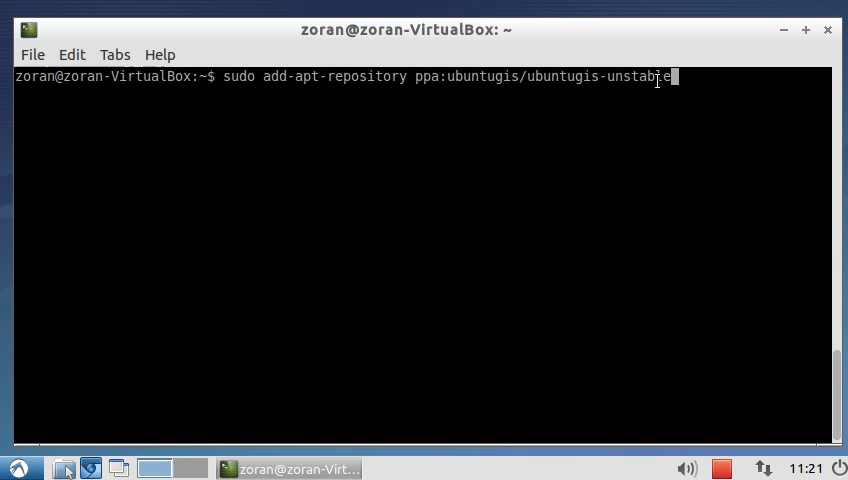 zoran@zoran-VirtualBox: ~
File Edit Tabs Help
zoran@zoran-VirtualBox:~$ sudo add-apt-repository ppa:ubuntugis/ubuntugis-unstable
zoran@zoran-Virt... 11:21